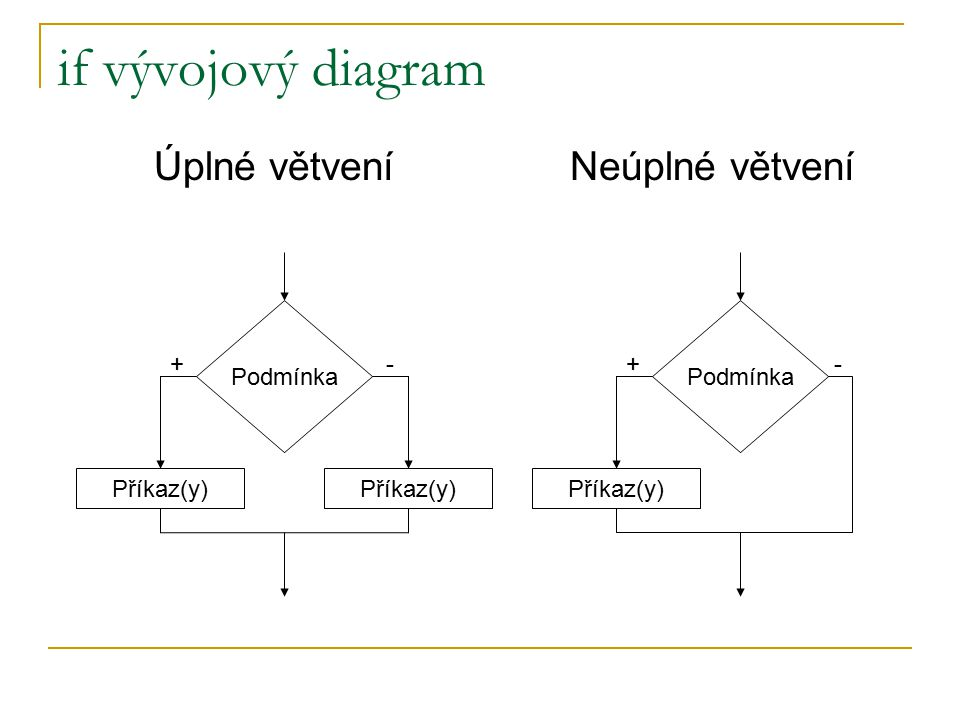 if vývojový diagram
Úplné větvení
Neúplné větvení
+
Podmínka
-
+
Podmínka
-
Příkaz(y)
Příkaz(y)
Příkaz(y)